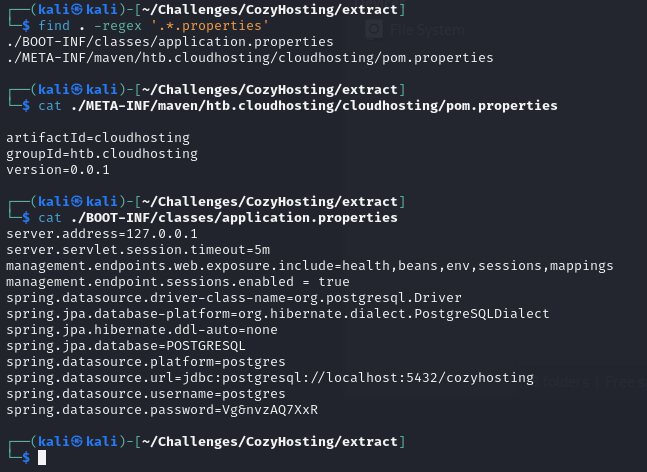 ┌──(kali㉿kali)-[~/Challenges/CozyHosting/extract]
└─$ find . -regex '.*.properties'
./BOOT-INF/classes/application.properties
./META-INF/maven/htb.cloudhosting/cloudhosting/pom.properties
┌──(kali㉿kali)-[~/Challenges/CozyHosting/extract]
└─$ cat ./META-INF/maven/htb.cloudhosting/cloudhosting/pom.properties
artifactId=cloudhosting
groupId=htb.cloudhosting
version=0.0.1
┌──(kali㉿kali)-[~/Challenges/CozyHosting/extract]
└─$ cat ./BOOT-INF/classes/application.properties
server.address=127.0.0.1
server.servlet.session.timeout=5m
management.endpoints.web.exposure.include=health,beans,env,sessions,mappings
management.endpoint.sessions.enabled = true
spring.datasource.driver-class-name=org.postgresql.Driver
spring.jpa.database-platform=org.hibernate.dialect.PostgreSQLDialect
spring.jpa.hibernate.ddl-auto=none
spring.jpa.database=POSTGRESQL
spring.datasource.platform=postgres
spring.datasource.url=jdbc:postgresql://localhost:5432/cozyhosting
spring.datasource.username=postgres
spring.datasource.password=Vg&nvzAQ7XxR
┌──(kali㉿kali)-[~/Challenges/CozyHosting/extract]
└─$
File System